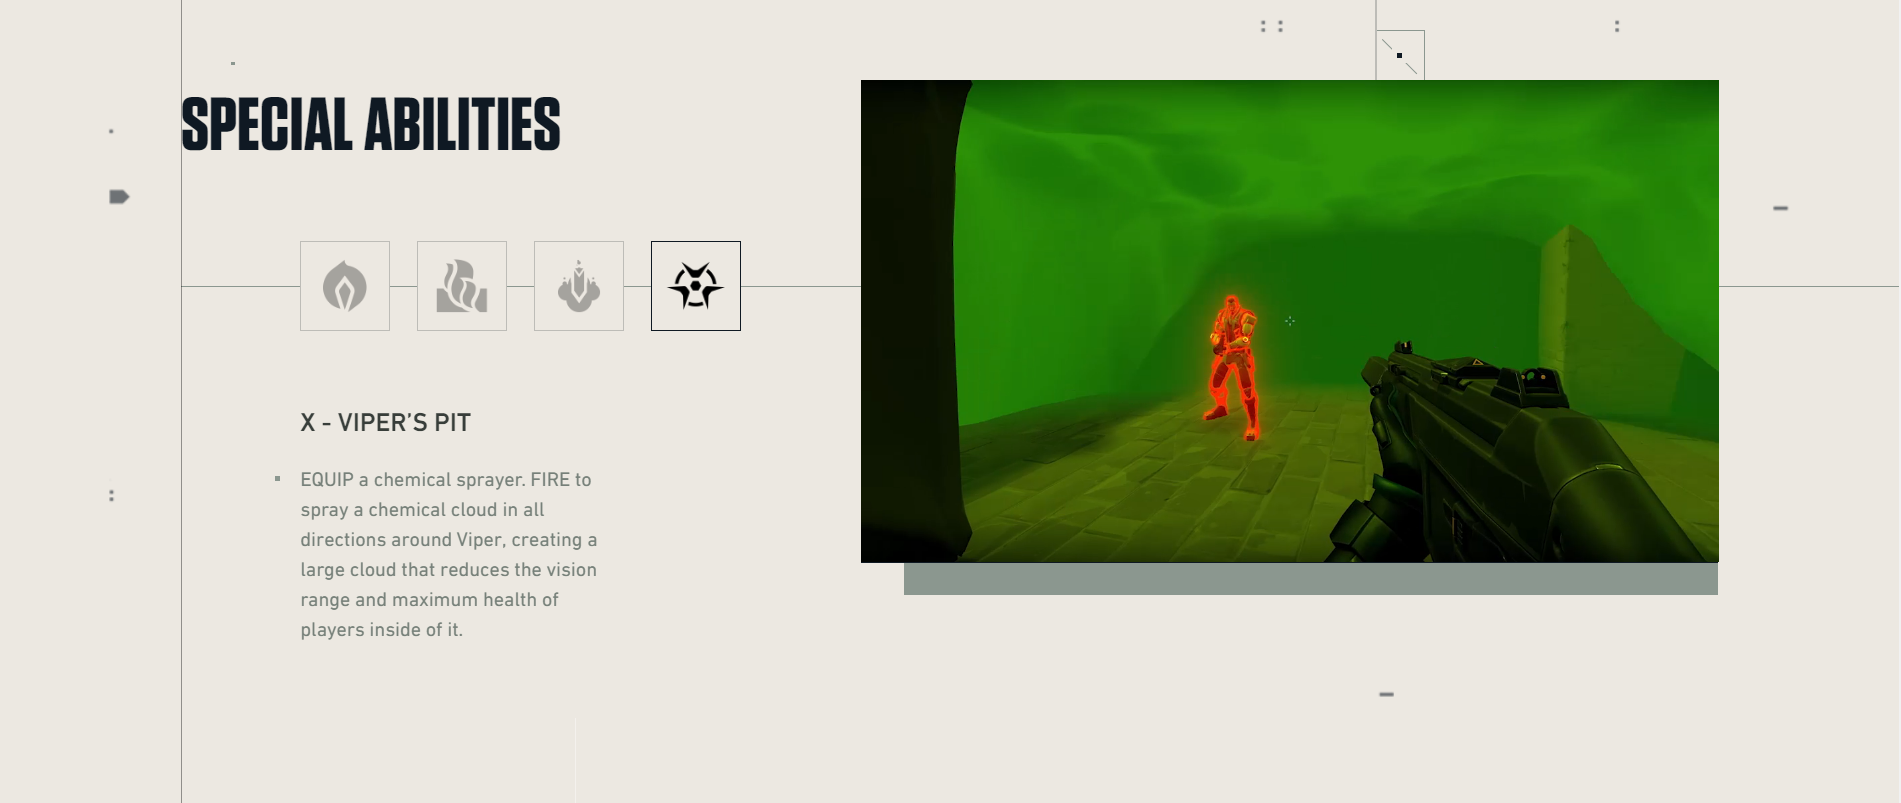 SPECIAL ABILITIES
X - VIPER’S PIT
EQUIP a chemical sprayer. FIRE to
spray a chemical cloud in all
directions around Viper, creating a
large cloud that reduces the vision
range and maximum health of
players inside of it.